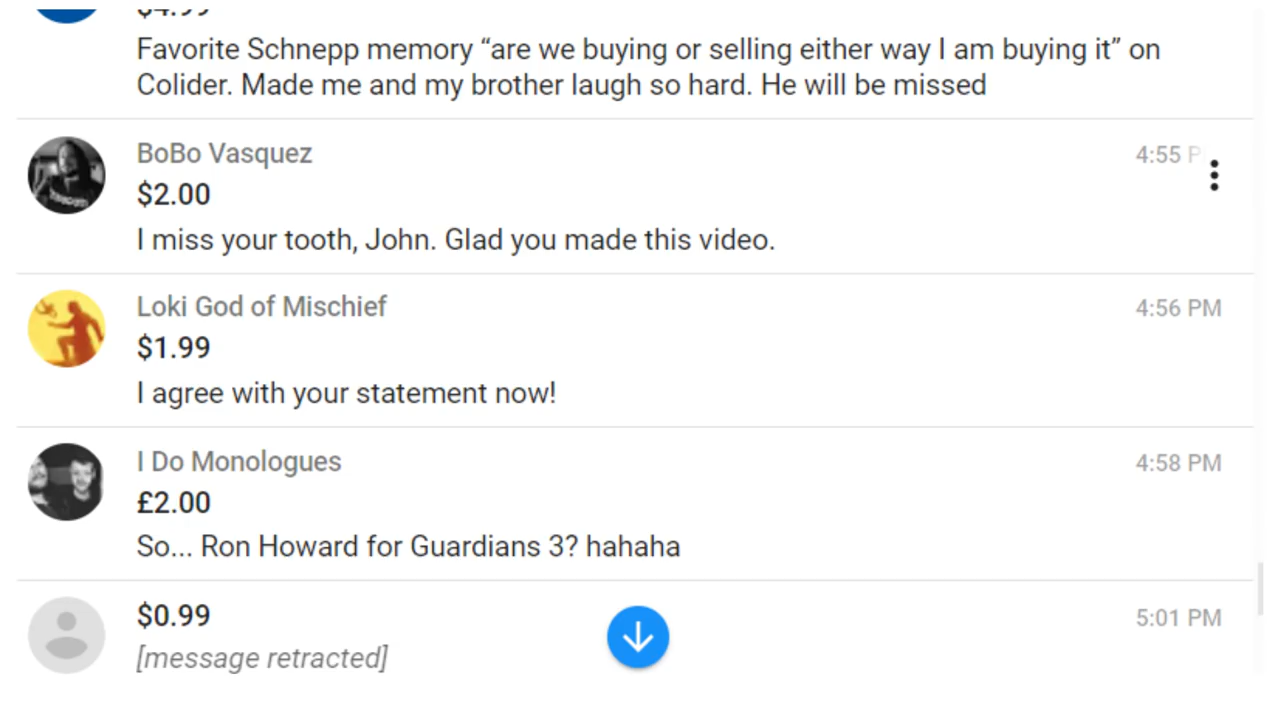 Favorite Schnepp memory “are we buying or selling either way I am buying it” on
Colider. Made me and my brother laugh so hard. He will be missed
BoBo Vasquez
4:55 P
$2.00
I miss your tooth, John. Glad you made this video.
Loki God of Mischief
4:56 PM
$1.99
I agree with your statement now!
I Do Monologues
4:58 PM
£2.00
So... Ron Howard for Guardians 3? hahaha
$0.99
5:01 PM
[message retracted]